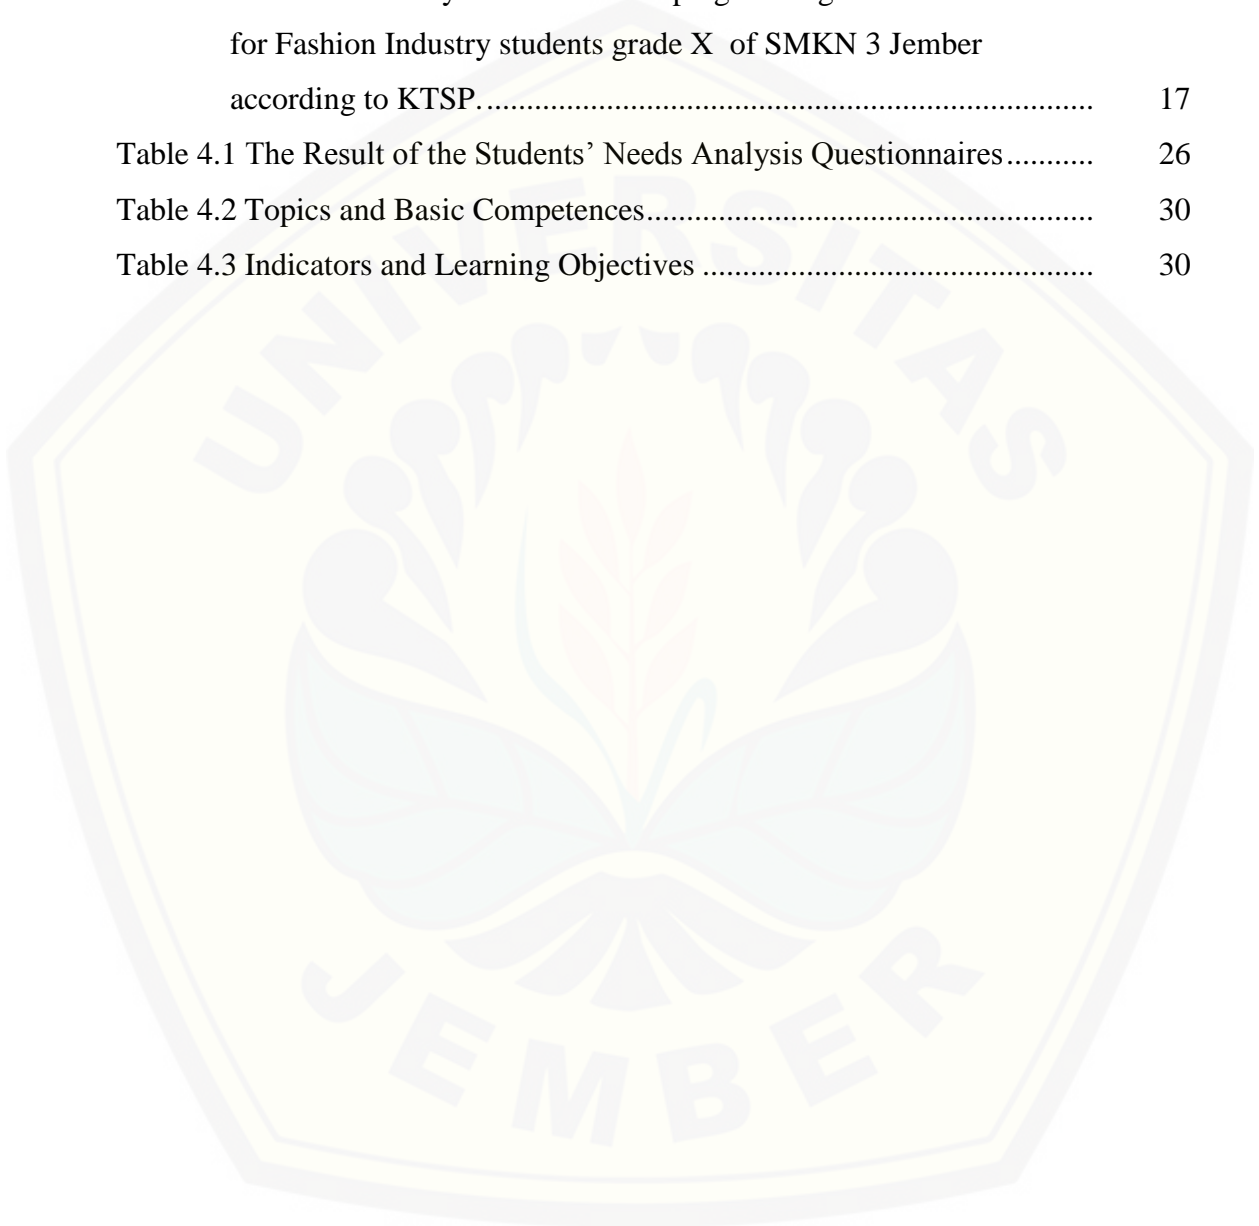 for Fashion Industry students grade X of SMKN 3 Jember
according to KTSP. ........................................................................... 17
Table 4.1 The Result of the Students’ Needs Analysis Questionnaires ........... 26
Table 4.2 Topics and Basic Competences ....................................................... 30
Table 4.3 Indicators and Learning Objectives ................................................ 30
UNIVERSITAS
JEMBER